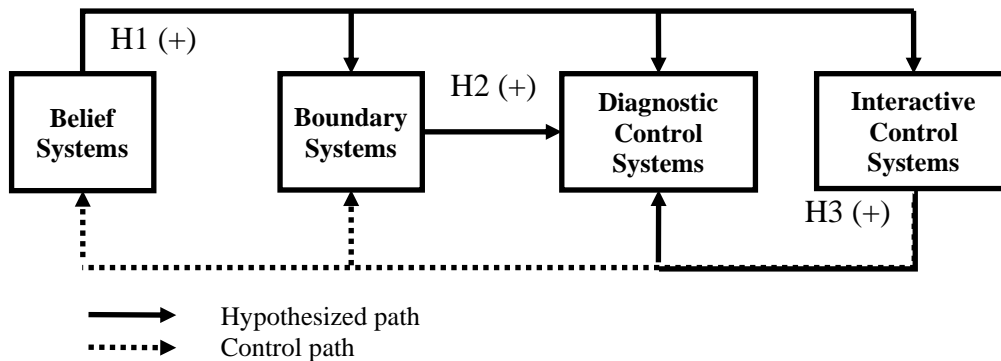 H1 (+)
Belief
Systems
Boundary
Systems
H2 (+)
Diagnostic
Control
Systems
Interactive
Control
Systems
H3 (+)
Hypothesized path
Control path